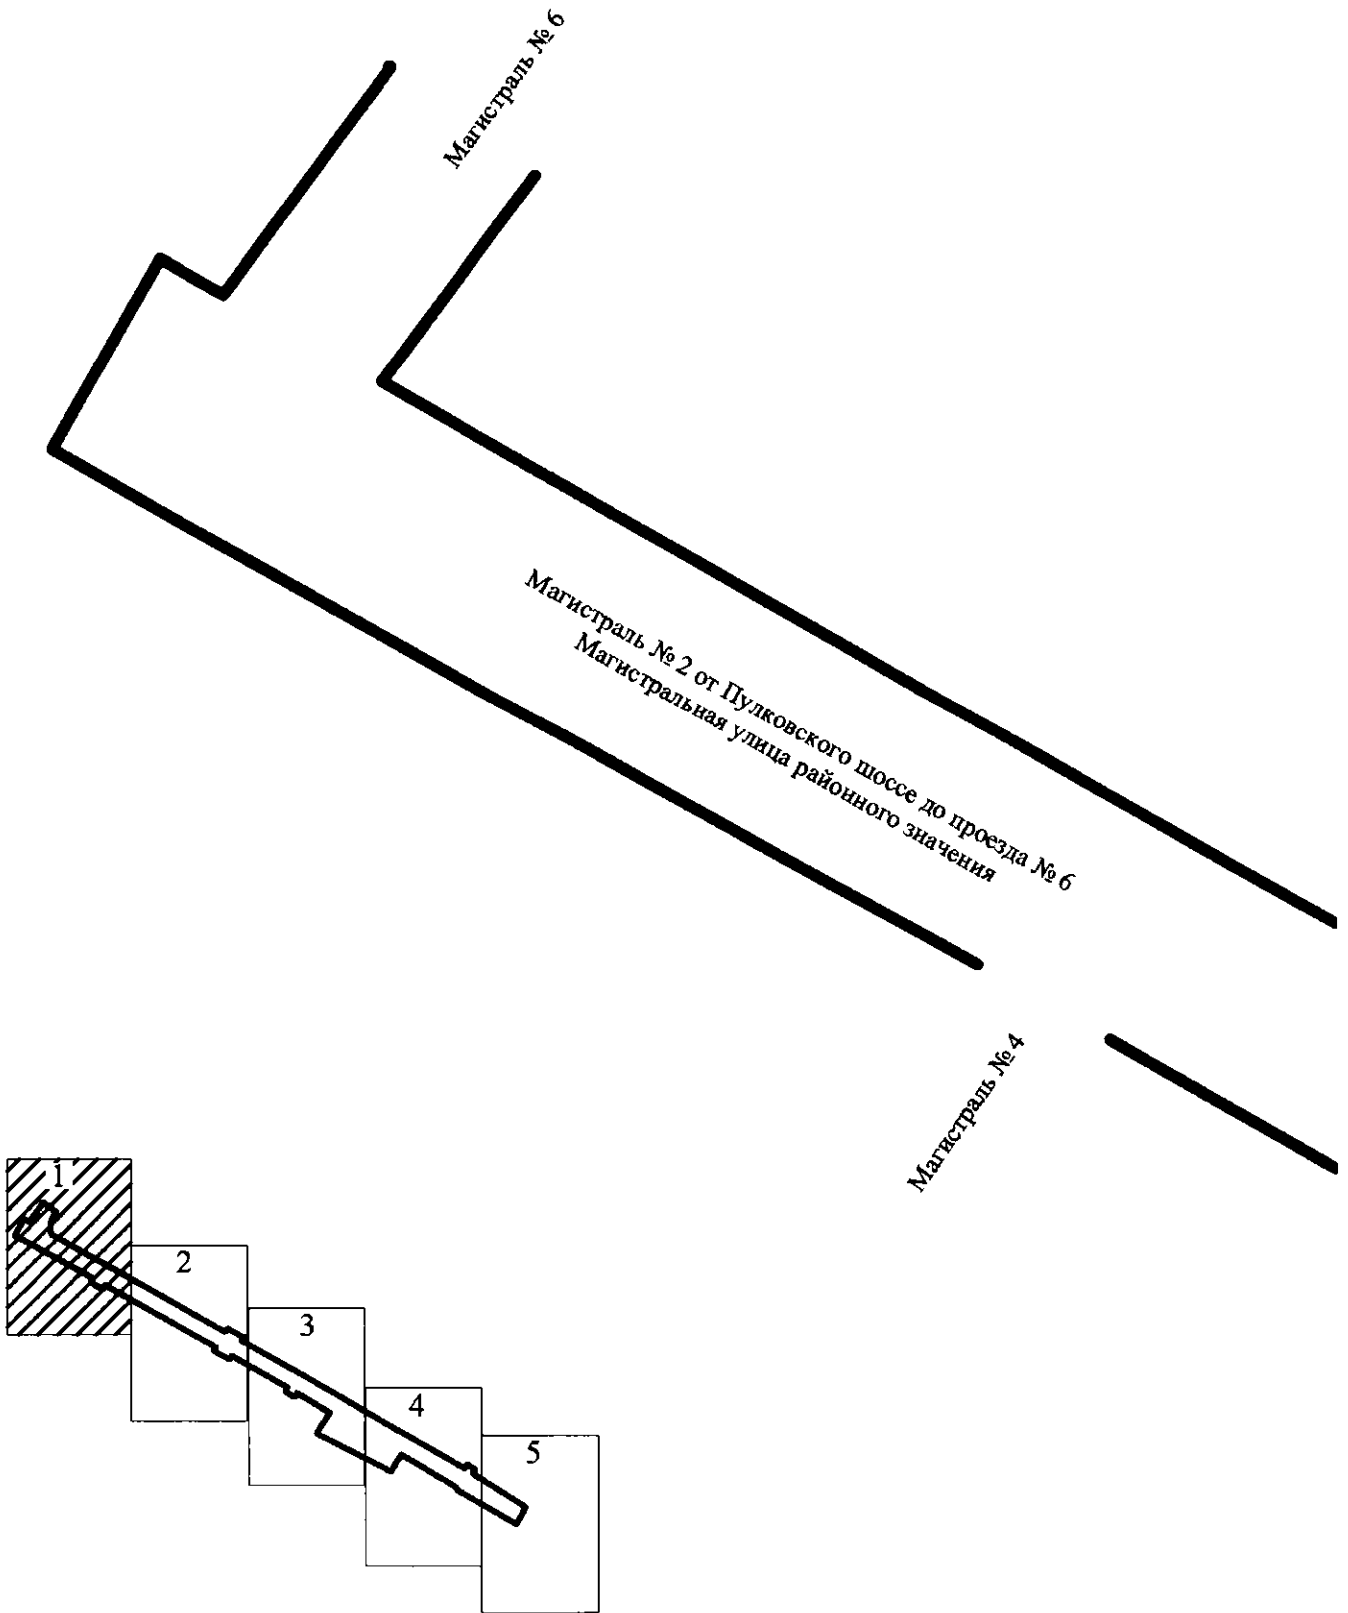 Магистраль № 6
Магистраль № 2 от Пулковского шоссе до проезда № 6
Магистральная улица районного значения
Магистраль № 4
1
2
3
4
5